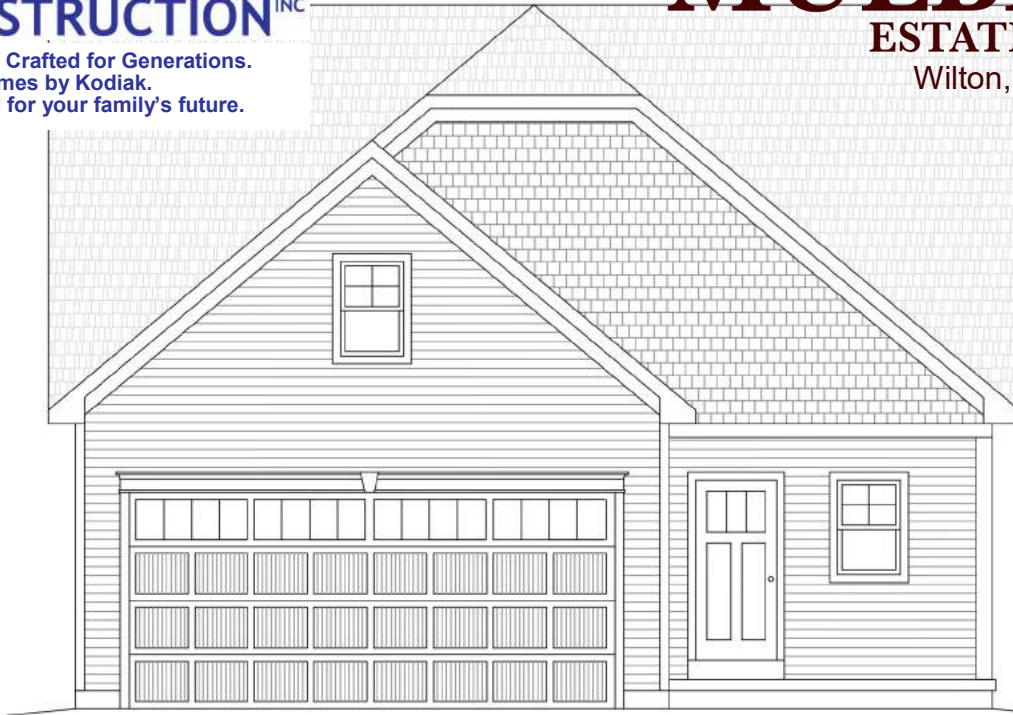 STRUCTION INC
Crafted for Generations.
mes by Kodiak.
for your family's future.
ESTAT
Wilton,